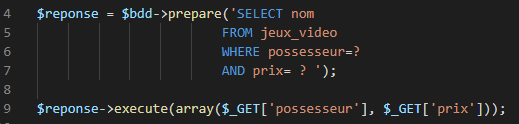 4 $reponse = $bdd->prepare('SELECT nom
5 FROM jeux_video
6 WHERE possesseur=?
7 AND prix= ? ');
8
9 $reponse->execute(array($_GET['possesseur'], $_GET['prix']));